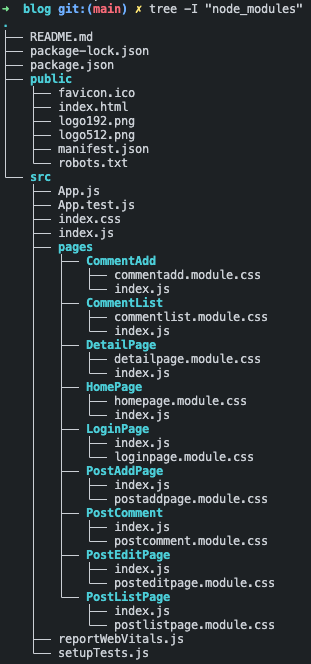 ➜  blog git:(main) ✗ tree -I "node_modules"
.
├── README.md
├── package-lock.json
├── package.json
├── public
│   ├── favicon.ico
│   ├── index.html
│   ├── logo192.png
│   ├── logo512.png
│   ├── manifest.json
│   └── robots.txt
└── src
    ├── App.js
    ├── App.test.js
    ├── index.css
    ├── index.js
    ├── pages
    │   ├── CommentAdd
    │   │   ├── commentadd.module.css
    │   │   └── index.js
    │   ├── CommentList
    │   │   ├── commentlist.module.css
    │   │   └── index.js
    │   ├── DetailPage
    │   │   ├── detailpage.module.css
    │   │   └── index.js
    │   ├── HomePage
    │   │   ├── homepage.module.css
    │   │   └── index.js
    │   ├── LoginPage
    │   │   ├── index.js
    │   │   └── loginpage.module.css
    │   ├── PostAddPage
    │   │   ├── index.js
    │   │   └── postaddpage.module.css
    │   ├── PostComment
    │   │   ├── index.js
    │   │   └── postcomment.module.css
    │   ├── PostEditPage
    │   │   ├── index.js
    │   │   └── posteditpage.module.css
    │   └── PostListPage
    │       ├── index.js
    │       └── postlistpage.module.css
    ├── reportWebVitals.js
    └── setupTests.js